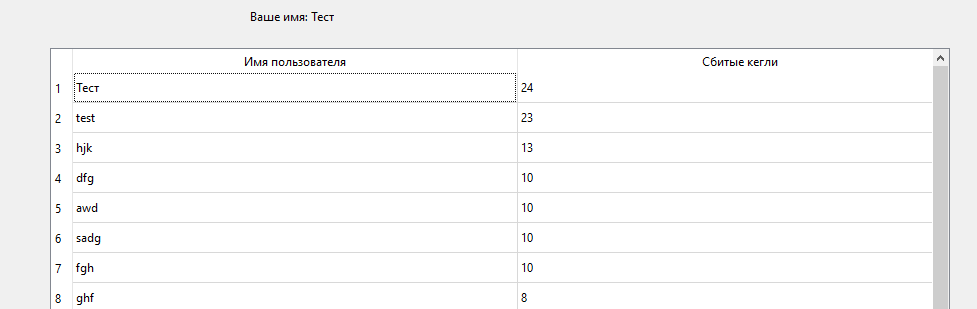 Ваше имя: Тест
Имя пользователя Сбитые кегли
1 Тест 24
2 test 23
3 hjk 13
4 dfg 10
5 awd 10
6 sadg 10
7 fgh 10
8 ghf 8